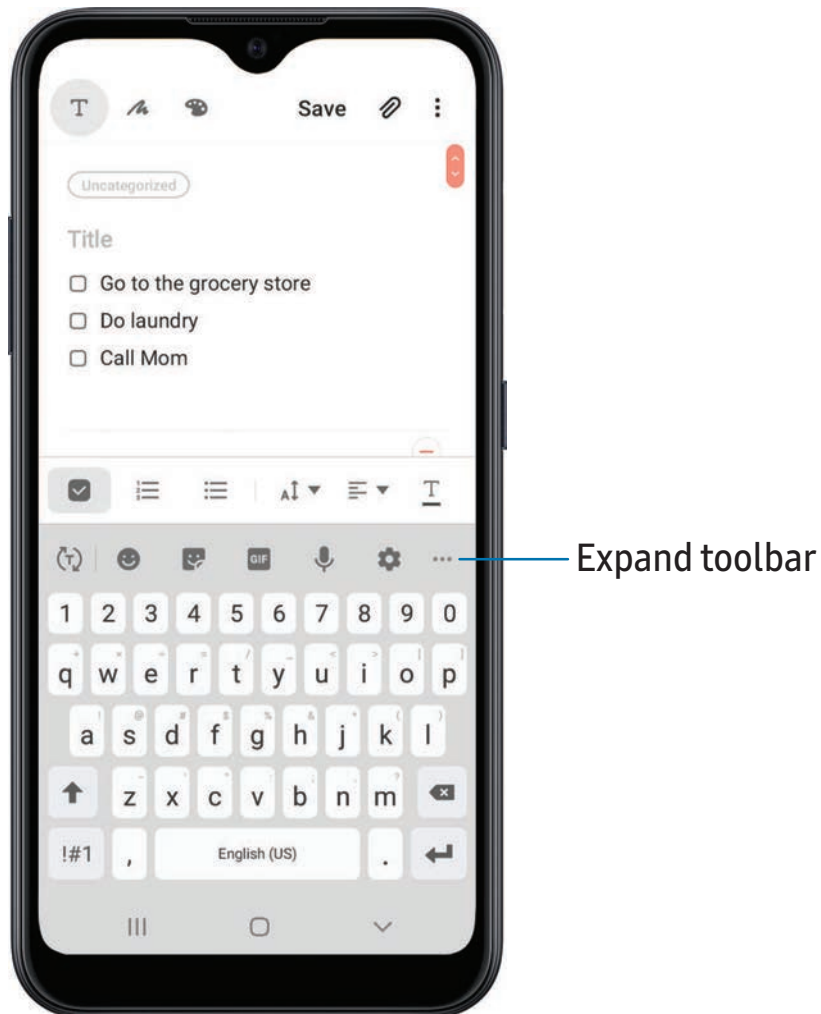 T Save
Uncategorized
Title
Go to the grocery store
Do laundry
Call Mom
A T
T GIF
Expand toolbar
1 2 3 4 5 6 7 8 9 0
q w e r t y u i o p
a s d f g h j k l
z x c v b n m
!#1 , English (US) .